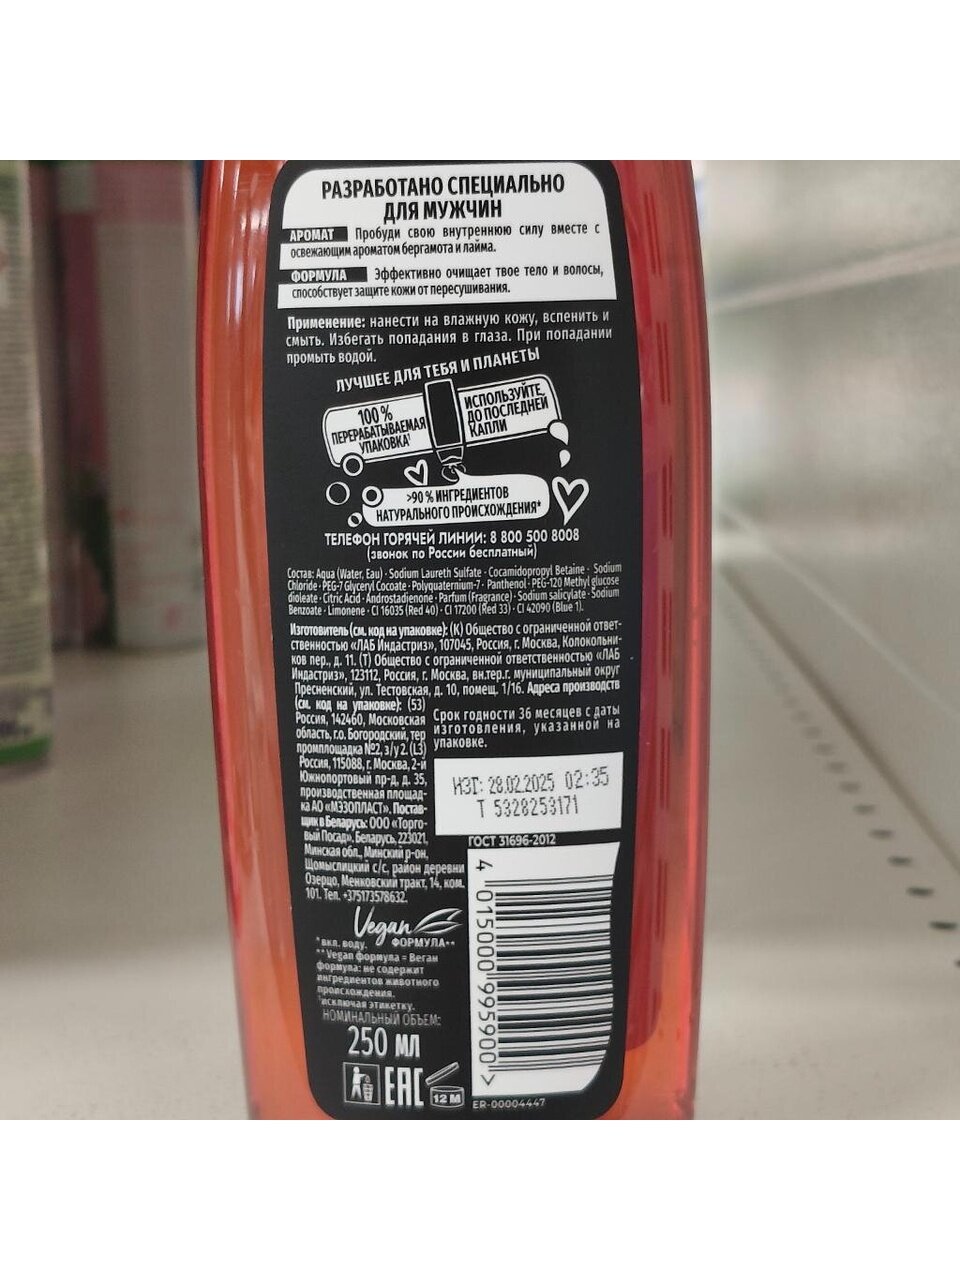 РАЗРАБОТАНО СПЕЦИАЛЬНО
ДЛЯ МУЖЧИН
АРОМАТ Пробуди свою внутреннюю силу вместе с
освежающим ароматом бергамота и лайма.
ФОРМУЛА Эффективно очищает твое тело и волосы,
способствует защите кожи от пересушивания.
Применение: нанести на влажную кожу, вспенить и
смыть. Избегать попадания в глаза. При попадании
промыть водой.
ЛУЧШЕЕ ДЛЯ ТЕБЯ И ПЛАНЕТЫ
100 %
ПЕРЕРАБАТЫВАЕМАЯ
УПАКОВКА¹
ИСПОЛЬЗУЙТЕ,
ДО ПОСЛЕДНЕЙ
КАПЛИ
>90 % ИНГРЕДИЕНТОВ
НАТУРАЛЬНОГО ПРОИСХОЖДЕНИЯ*
ТЕЛЕФОН ГОРЯЧЕЙ ЛИНИИ: 8 800 500 8008
(звонок по России бесплатный)
Состав: Aqua (Water, Eau) · Sodium Laureth Sulfate · Cocamidopropyl Betaine · Sodium
Chloride · PEG-7 Glyceryl Cocoate · Polyquaternium-7 · Panthenol · PEG-120 Methyl glucose
dioleate · Citric Acid · Androstadienone · Parfum (Fragrance) · Sodium salicylate · Sodium
Benzoate · Limonene · CI 16035 (Red 40) · CI 17200 (Red 33) · CI 42090 (Blue 1).
Изготовитель (см. код на упаковке): (К) Общество с ограниченной ответ-
ственностью «ЛАБ Индастриз», 107045, Россия, г. Москва, Колокольни-
ков пер., д. 11. (Т) Общество с ограниченной ответственностью «ЛАБ
Индастриз», 123112, Россия, г. Москва, вн.тер.г. муниципальный округ
Пресненский, ул. Тестовская, д. 10, помещ. 1/16. Адреса производств
(см. код на упаковке): (53)
Россия, 142460, Московская
область, г.о. Богородский, тер
промплощадка №2, з/у 2. (L3)
Россия, 115088, г. Москва, 2-й
Южнопортовый пр-д, д. 35,
производственная площад-
ка АО «МЭЗОПЛАСТ». Постав-
щик в Беларусь: ООО «Торго-
вый Посад». Беларусь, 223021,
Минская обл., Минский р-он,
Щомыслицкий с/с, район деревни
Озерцо, Меньковский тракт, 14, ком.
101. Тел. +375173578632.
Срок годности 36 месяцев с даты
изготовления, указанной на
упаковке.
ИЗГ: 28.02.2025 02:35
Т 5328253171
ГОСТ 31696-2012
4 015000 995900 >
Vegan
ФОРМУЛА**
*вкл. воду.
**Vegan формула = Веган
формула: не содержит
ингредиентов животного
происхождения.
¹исключая этикетку.
НОМИНАЛЬНЫЙ ОБЪЕМ:
250 МЛ
EAC
12 M
ER-00004447